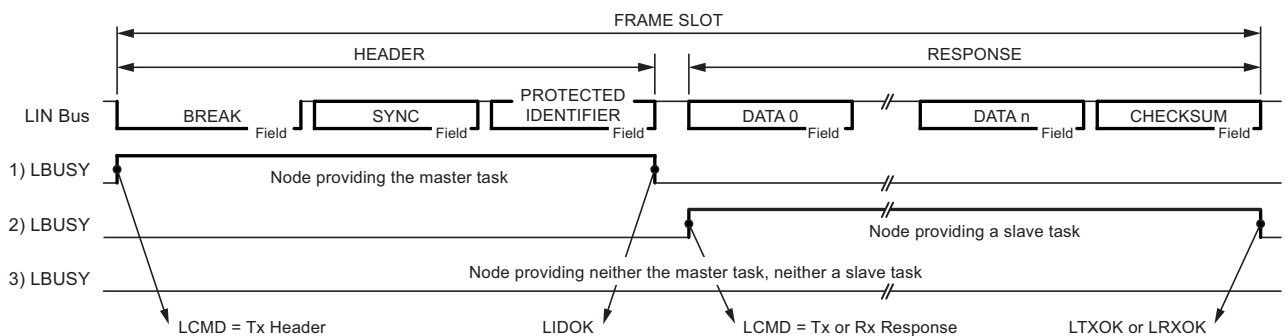 FRAME SLOT
HEADER
RESPONSE
LIN Bus
BREAK
Field
SYNC
Field
PROTECTED
IDENTIFIER
Field
DATA 0
Field
DATA n
Field
CHECKSUM
Field
1) LBUSY
Node providing the master task
2) LBUSY
Node providing a slave task
3) LBUSY
Node providing neither the master task, neither a slave task
LCMD = Tx Header
LIDOK
LCMD = Tx or Rx Response
LTXOK or LRXOK